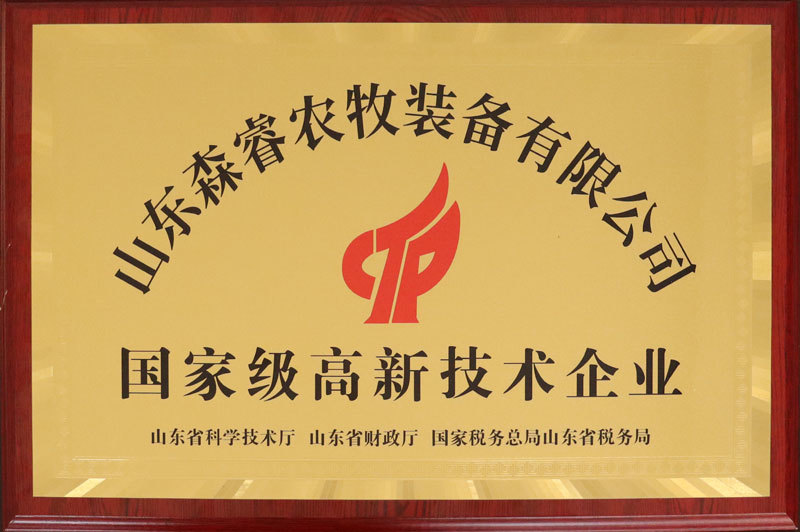 山东森睿农牧装备有限公司
CTP
国家级高新技术企业
山东省科学技术厅 山东省财政厅 国家税务总局山东省税务局